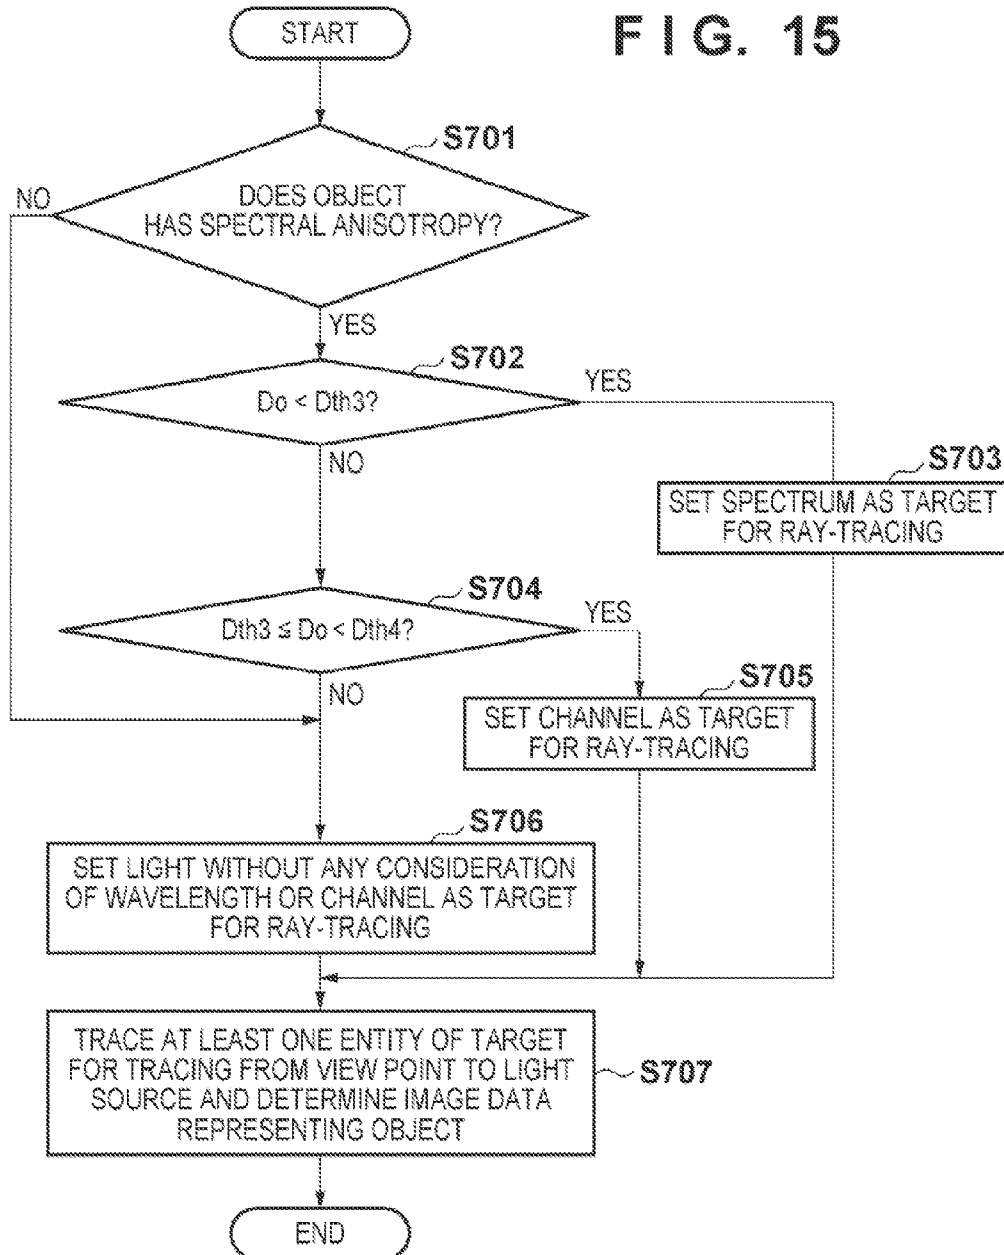 START
FIG. 15
S701
NO
DOES OBJECT
HAS SPECTRAL ANISOTROPY?
YES
S702
YES
Do < Dth3?
NO
S703
SET SPECTRUM AS TARGET
FOR RAY-TRACING
S704
YES
Dth3 ≤ Do < Dth4?
NO
S705
SET CHANNEL AS TARGET
FOR RAY-TRACING
S706
SET LIGHT WITHOUT ANY CONSIDERATION
OF WAVELENGTH OR CHANNEL AS TARGET
FOR RAY-TRACING
TRACE AT LEAST ONE ENTITY OF TARGET
FOR TRACING FROM VIEW POINT TO LIGHT
SOURCE AND DETERMINE IMAGE DATA
REPRESENTING OBJECT
S707
END